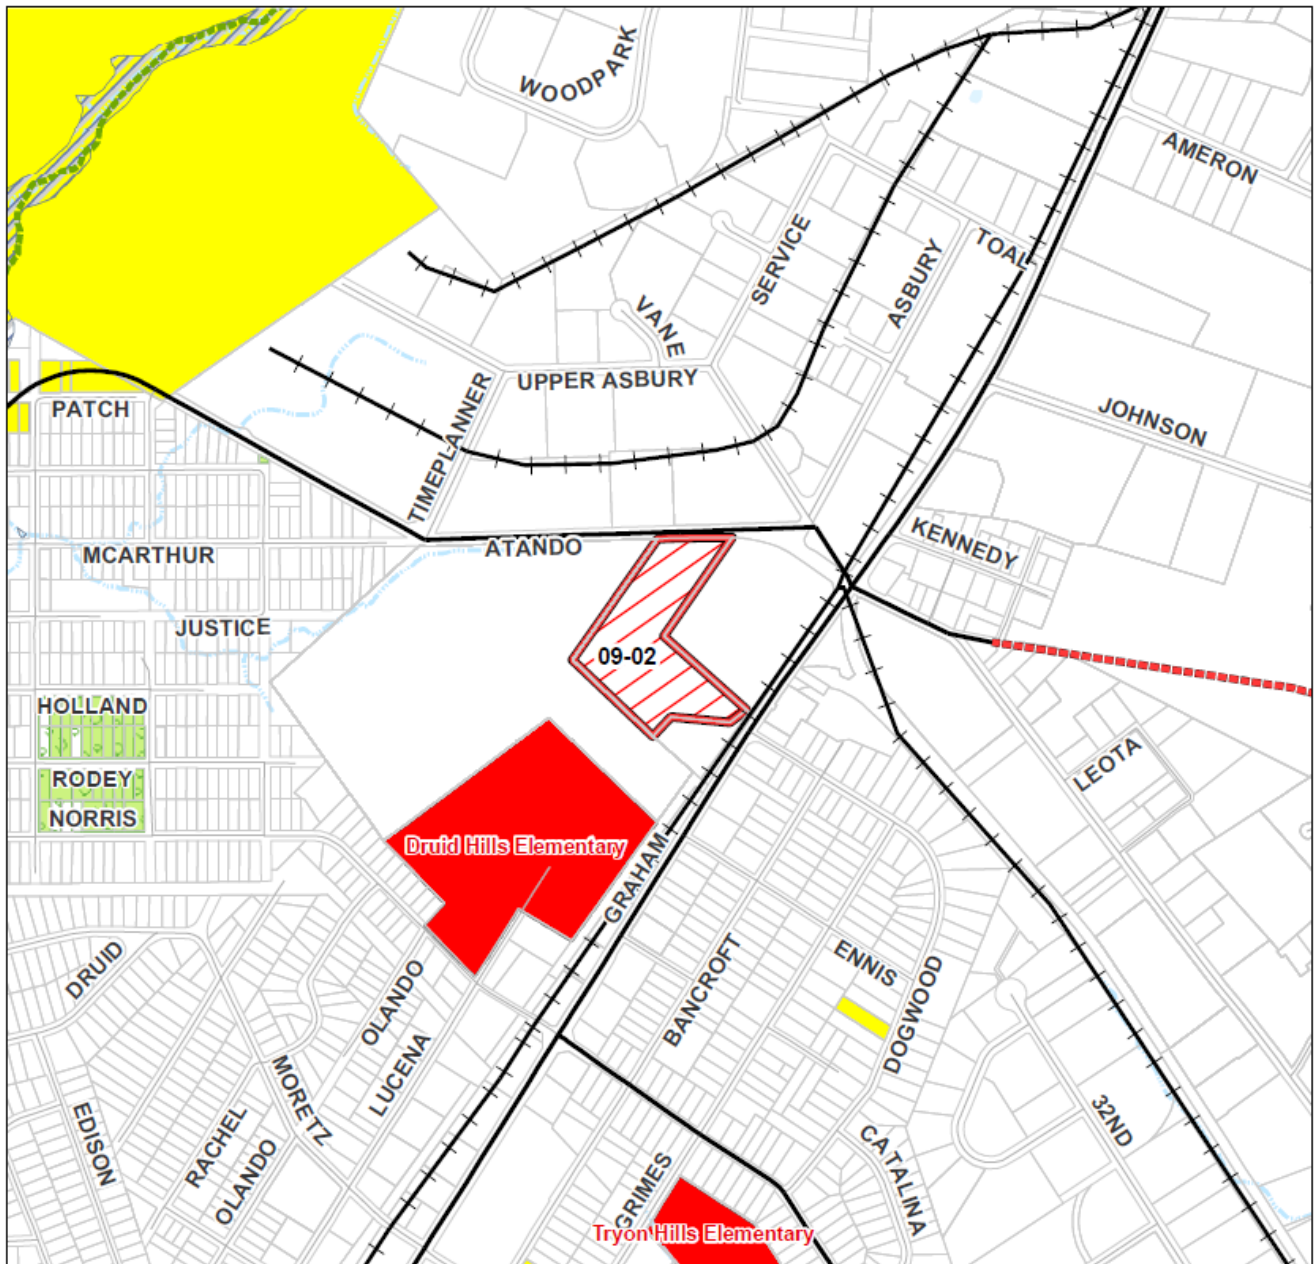 WOODPARK
AMERON
SERVICE
ASBURY
TOAL
VANE
UPPER ASBURY
TIMEPLANNER
PATCH
JOHNSON
MCARTHUR
ATANDO
KENNEDY
JUSTICE
09-02
HOLLAND
RODEY
NORRIS
LEOTA
Druid Hills Elementary
GRAHAM
DRUID
OLANDO
LUCENA
BANCROFT
ENNIS
DOGWOOD
MORETZ
EDISON
RACHEL
OLANDO
32ND
CATALINA
GRIMES
Tryon Hills Elementary